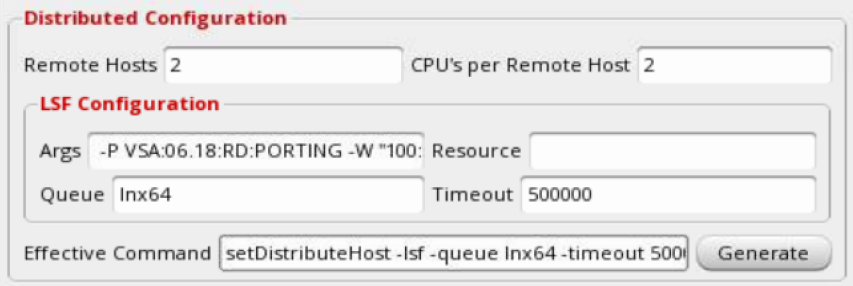 Distributed Configuration
Remote Hosts 2 CPU's per Remote Host 2
LSF Configuration
Args -P VSA:06.18:RD:PORTING -W "100: Resource
Queue lnx64 Timeout 500000
Effective Command setDistributeHost -lsf -queue lnx64 -timeout 500 Generate